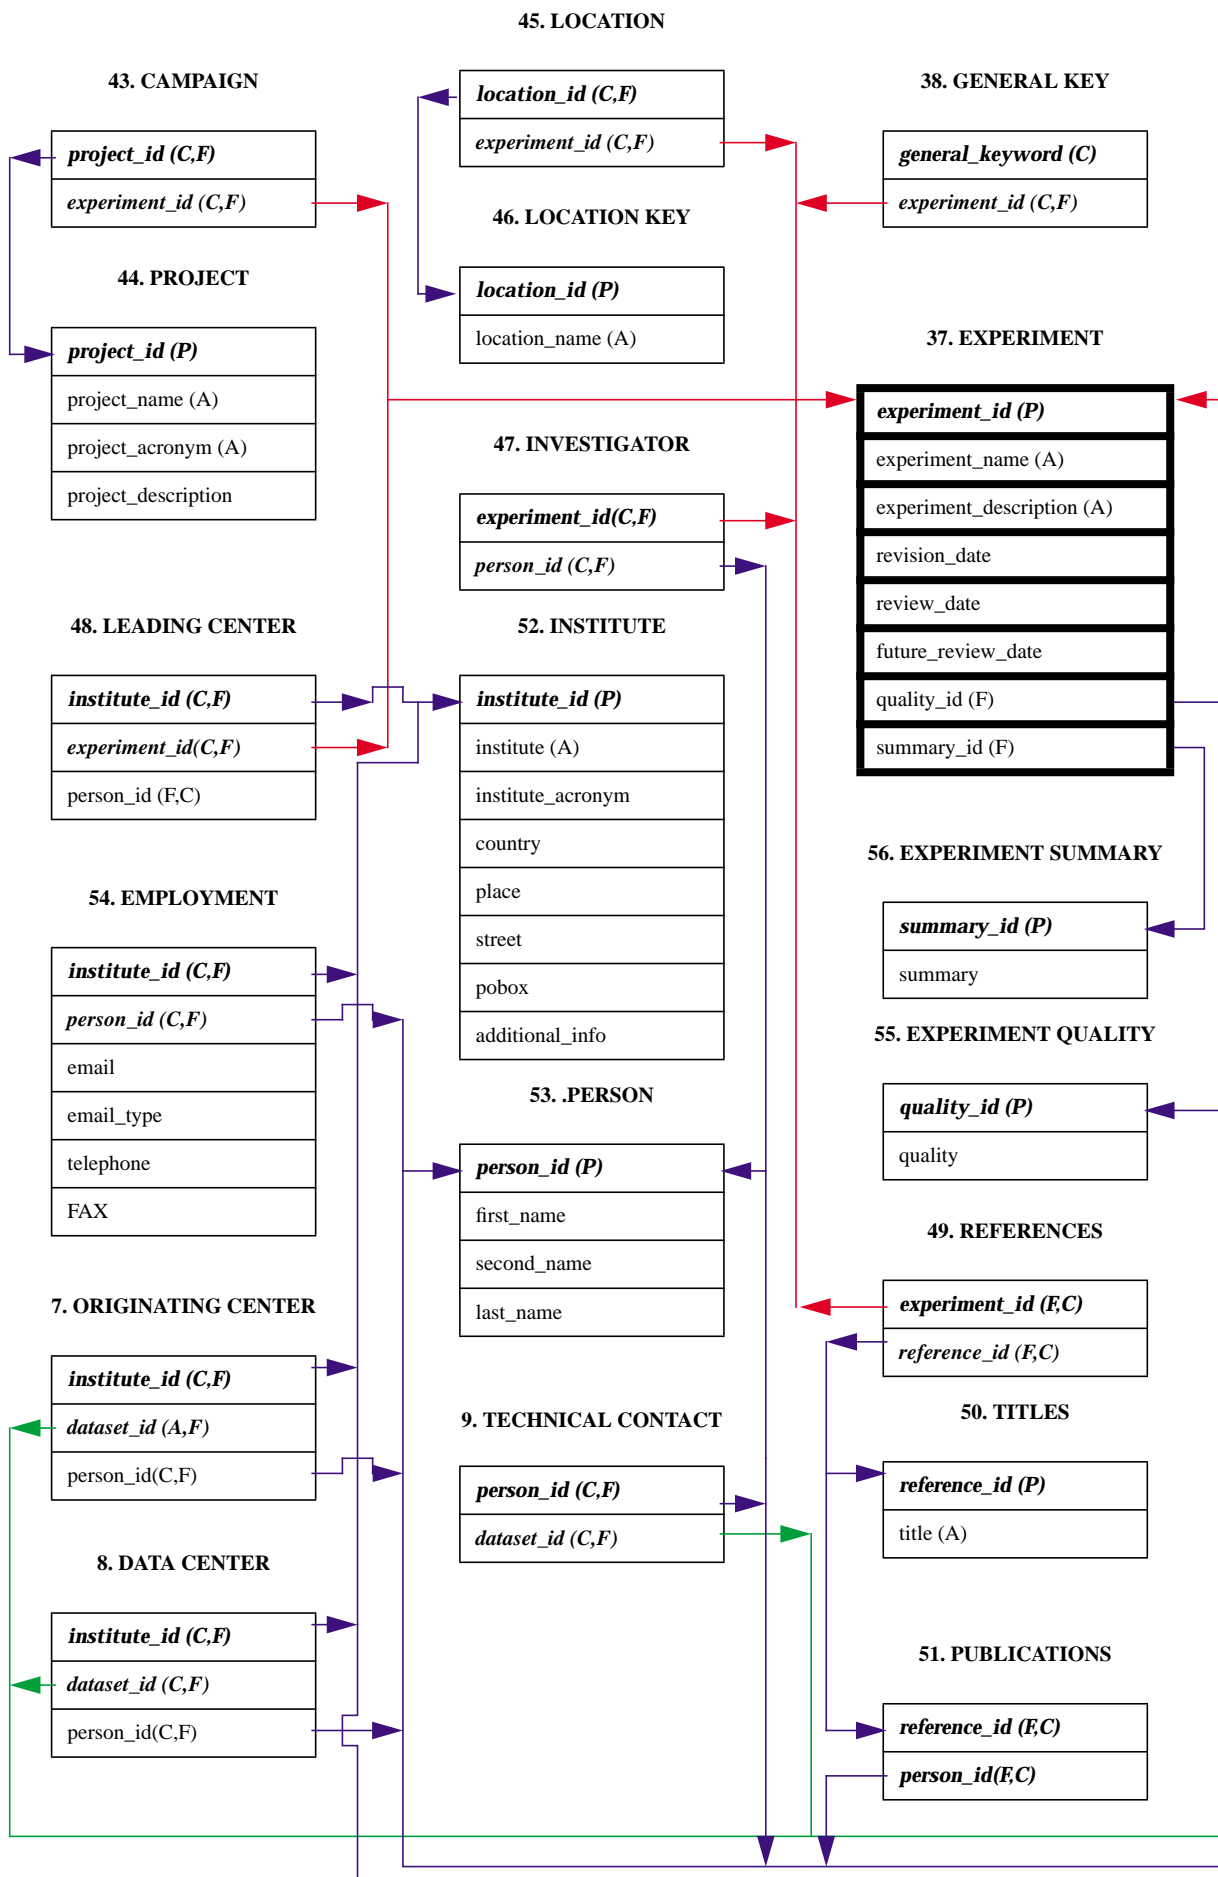 43. CAMPAIGN
project_id (C,F)
experiment_id (C,F)
44. PROJECT
project_id (P)
project_name (A)
project_acronym (A)
project_description
48. LEADING CENTER
institute_id (C,F)
experiment_id(C,F)
person_id (F,C)
54. EMPLOYMENT
institute_id (C,F)
person_id (C,F)
email
email_type
telephone
FAX
7. ORIGINATING CENTER
institute_id (C,F)
dataset_id (A,F)
person_id(C,F)
8. DATA CENTER
institute_id (C,F)
dataset_id (C,F)
person_id(C,F)
45. LOCATION
location_id (C,F)
experiment_id (C,F)
46. LOCATION KEY
location_id (P)
location_name (A)
47. INVESTIGATOR
experiment_id(C,F)
person_id (C,F)
52. INSTITUTE
institute_id (P)
institute (A)
institute_acronym
country
place
street
pobox
additional_info
53. .PERSON
person_id (P)
first_name
second_name
last_name
9. TECHNICAL CONTACT
person_id (C,F)
dataset_id (C,F)
38. GENERAL KEY
general_keyword (C)
experiment_id (C,F)
37. EXPERIMENT
experiment_id (P)
experiment_name (A)
experiment_description (A)
revision_date
review_date
future_review_date
quality_id (F)
summary_id (F)
56. EXPERIMENT SUMMARY
summary_id (P)
summary
55. EXPERIMENT QUALITY
quality_id (P)
quality
49. REFERENCES
experiment_id (F,C)
reference_id (F,C)
50. TITLES
reference_id (P)
title (A)
51. PUBLICATIONS
reference_id (F,C)
person_id(F,C)